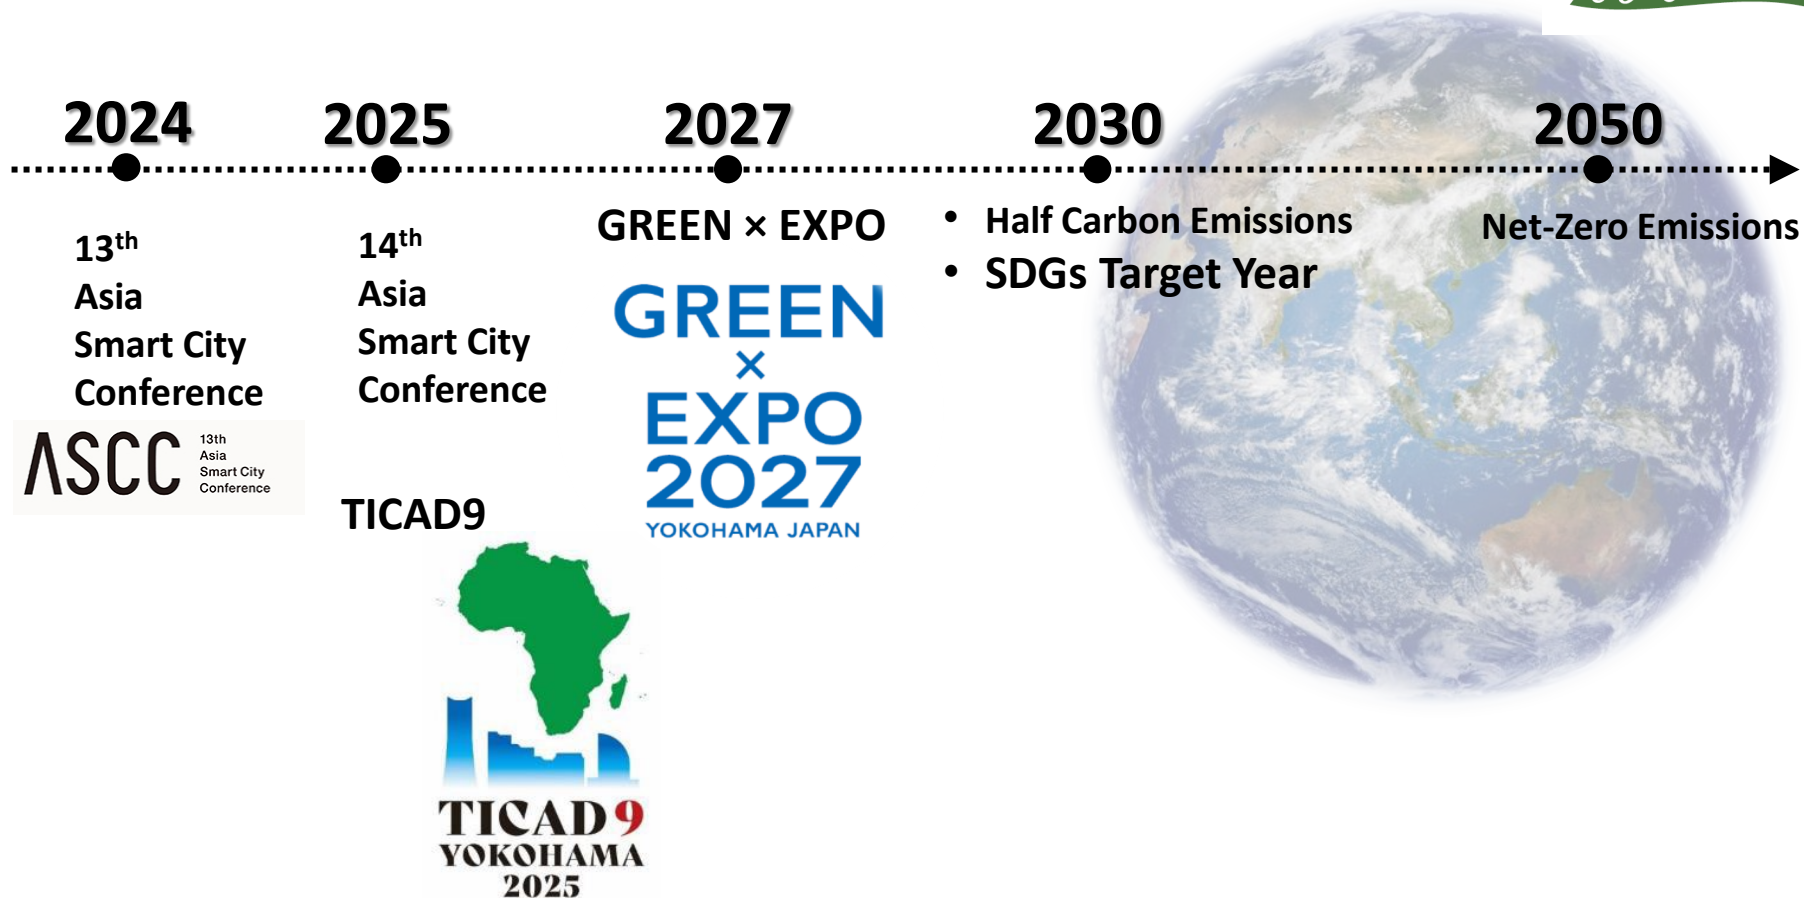 2024
2025
2027
2030
2050
13th
Asia
Smart City
Conference
ASCC
13th
Asia
Smart City
Conference
14th
Asia
Smart City
Conference
TICAD9
TICAD 9
YOKOHAMA
2025
GREEN × EXPO
GREEN
×
EXPO
2027
YOKOHAMA JAPAN
• Half Carbon Emissions
• SDGs Target Year
Net-Zero Emissions